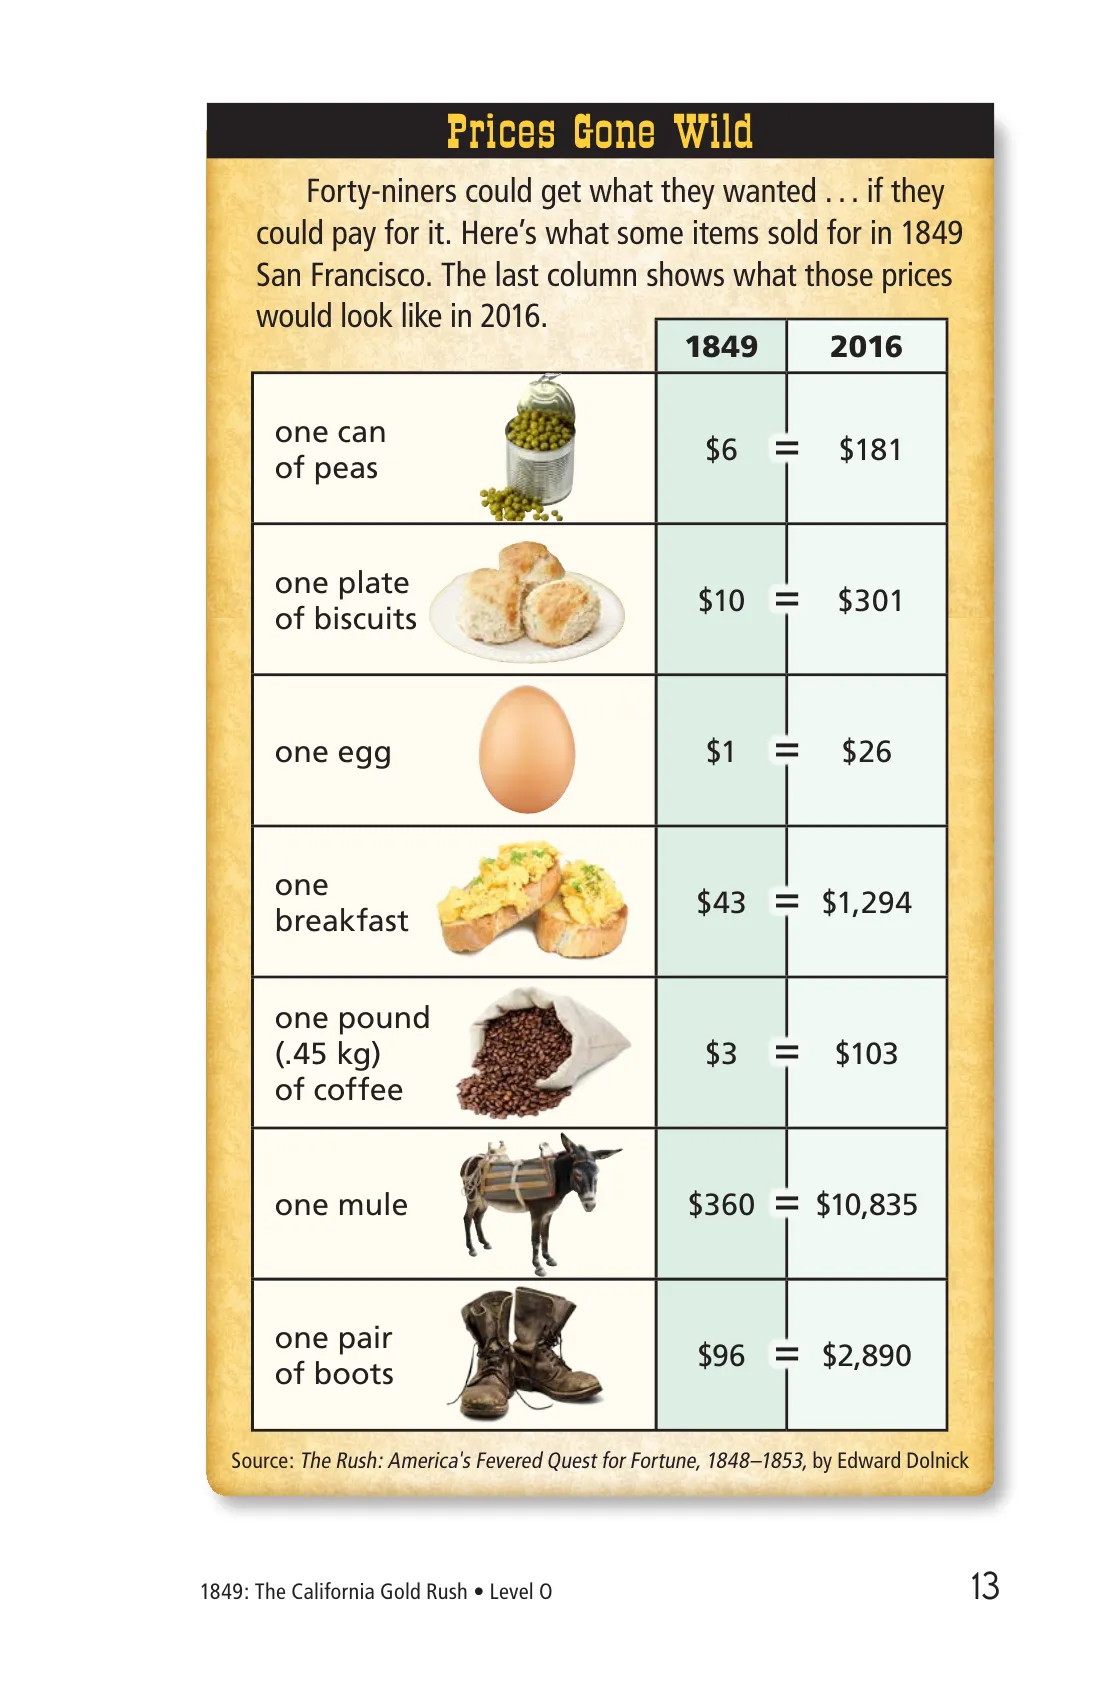 Prices Gone Wild
Forty-niners could get what they wanted . . . if they
could pay for it. Here’s what some items sold for in 1849
San Francisco. The last column shows what those prices
would look like in 2016.
1849 2016
one can
of peas
$6 = $181
one plate
of biscuits
$10 = $301
one egg
$1 = $26
one
breakfast
$43 = $1,294
one pound
(.45 kg)
of coffee
$3 = $103
one mule
$360 = $10,835
one pair
of boots
$96 = $2,890
Source: The Rush: America's Fevered Quest for Fortune, 1848–1853, by Edward Dolnick
1849: The California Gold Rush • Level O
13